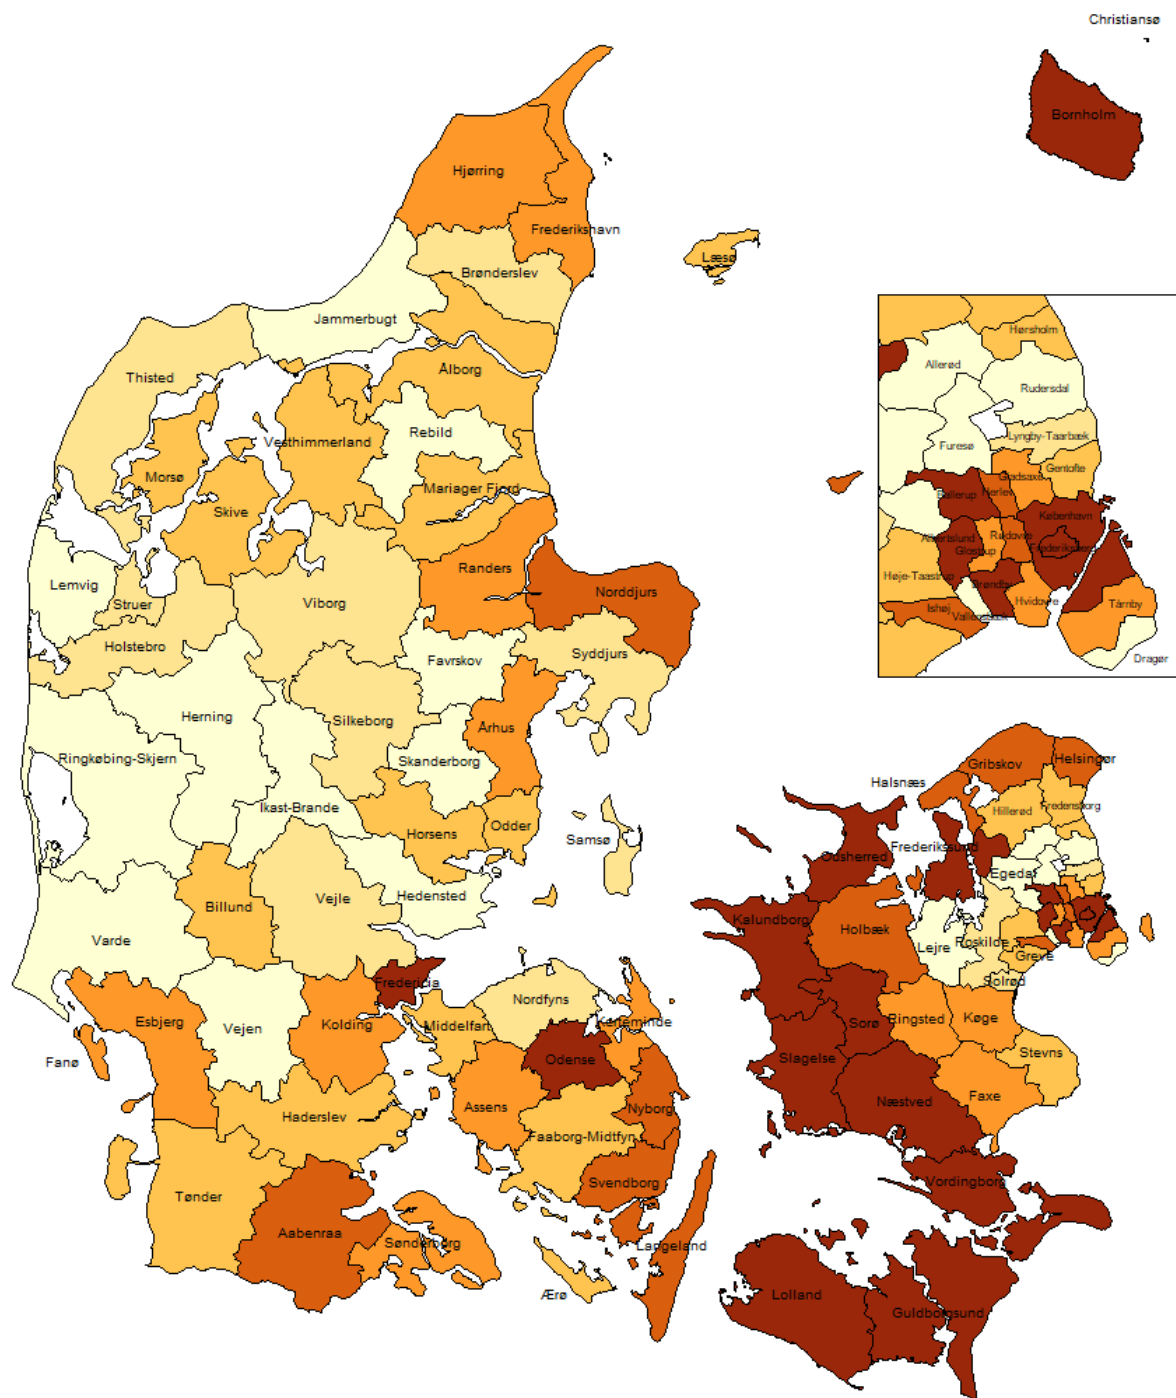 Christiansø
Bornholm
Hjørring
Frederikshavn
Læsø
Brønderslev
Jammerbugt
Thisted
Ålborg
Rebild
Vesthimmerland
Morsø
Mariager Fjord
Skive
Randers
Norddjurs
Lemvig
Struer
Viborg
Holstebro
Favrskov
Syddjurs
Herning
Silkeborg
Århus
Ringkøbing-Skjern
Skanderborg
Ikast-Brande
Horsens
Odder
Samsø
Hedensted
Vejle
Billund
Varde
Fredericia
Nordfyns
Esbjerg
Vejen
Kolding
Middelfart
Kerteminde
Fanø
Odense
Assens
Nyborg
Haderslev
Faaborg-Midtfyn
Svendborg
Tønder
Aabenraa
Sønderborg
Langeland
Ærø
Hørsholm
Allerød
Rudersdal
Furesø
Lyngby-Taarbæk
Gentofte
Gladsaxe
Ballerup
Herlev
København
Albertslund
Rødovre
Glostrup
Frederiksberg
Høje-Taastrup
Brøndby
Ishøj
Vallensbæk
Hvidovre
Tårnby
Dragør
Gribskov
Helsingør
Halsnæs
Hillerød
Fredensborg
Odsherred
Frederikssund
Egedal
Kalundborg
Holbæk
Lejre
Roskilde
Greve
Solrød
Sorø
Ringsted
Køge
Slagelse
Stevns
Næstved
Faxe
Vordingborg
Lolland
Guldborgsund